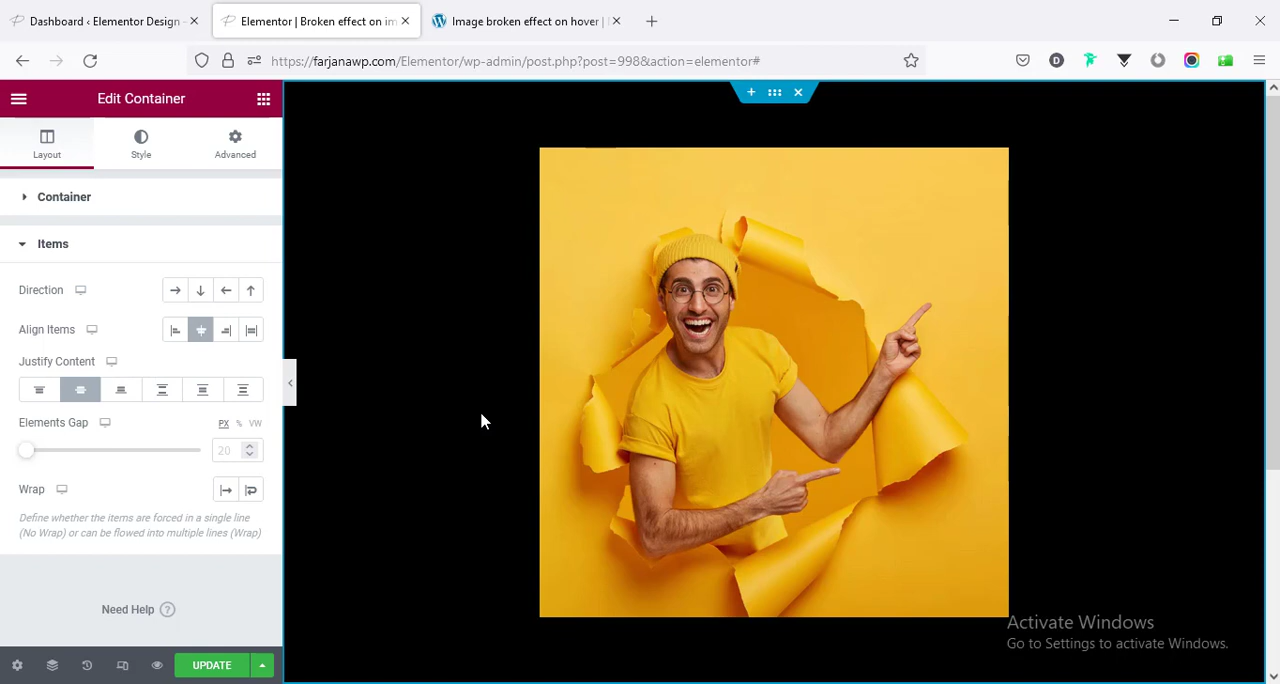 Dashboard ‹ Elementor Design -
Elementor | Broken effect on im
Image broken effect on hover |
https://farjanawp.com/Elementor/wp-admin/post.php?post=998&action=elementor#
Edit Container
Layout
Style
Advanced
Container
Items
Direction
Align Items
Justify Content
Elements Gap
PX % VW
20
Wrap
Define whether the items are forced in a single line
(No Wrap) or can be flowed into multiple lines (Wrap)
Need Help ?
UPDATE
Activate Windows
Go to Settings to activate Windows.